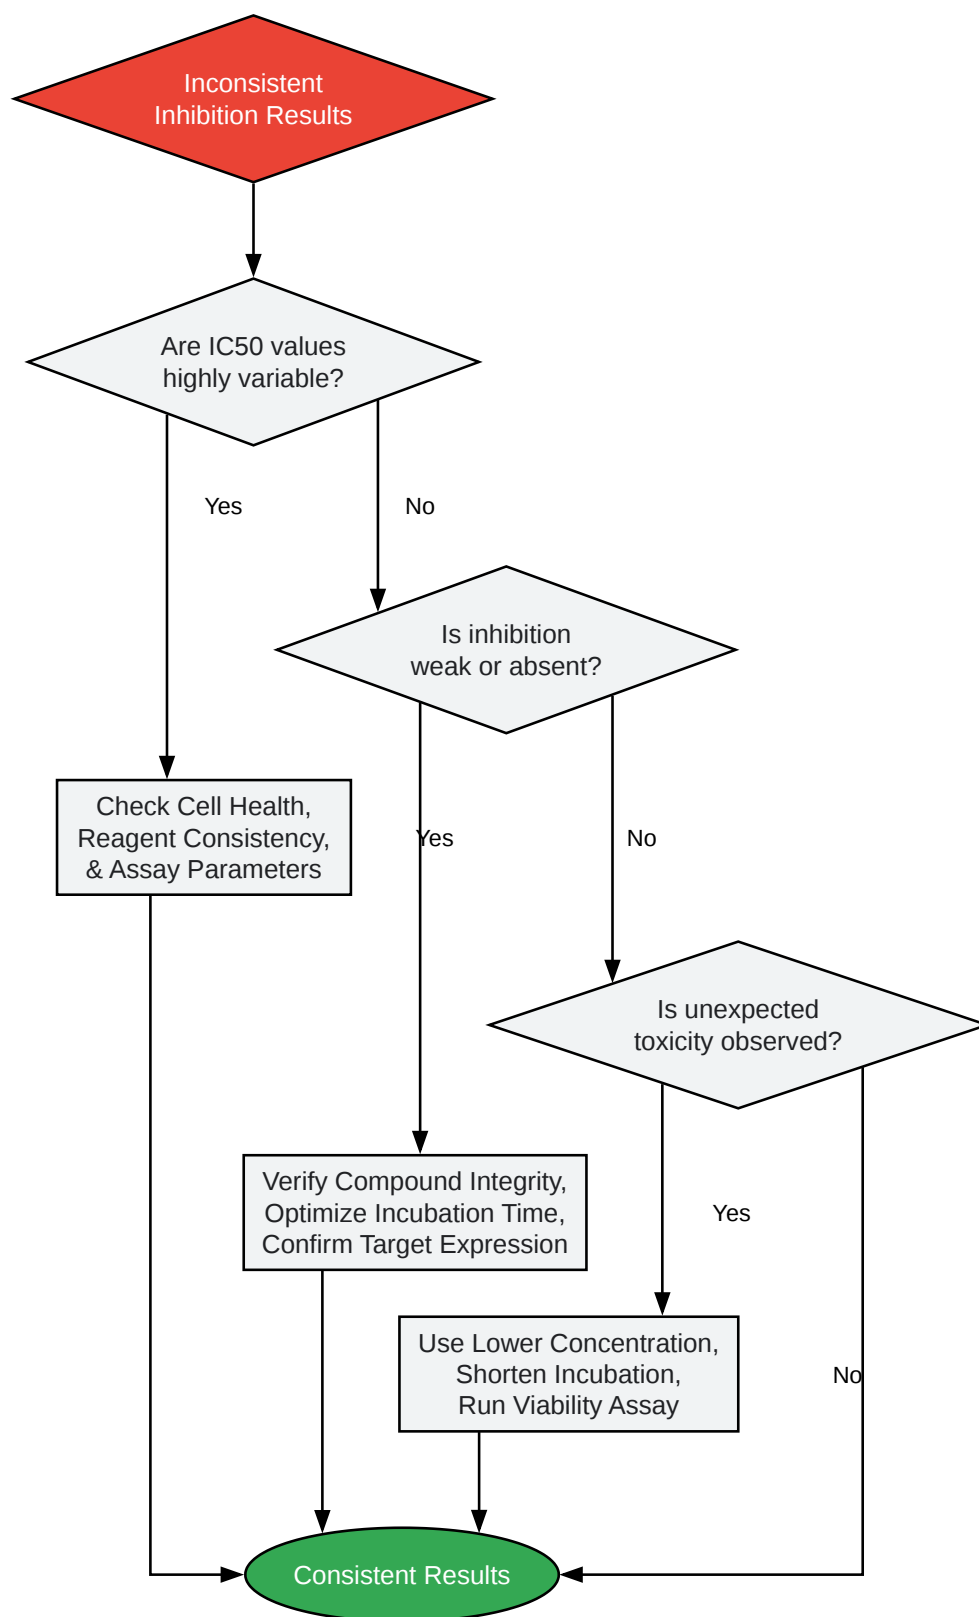 Inconsistent
Inhibition Results
Are IC50 values
highly variable?
Yes
No
Is inhibition
weak or absent?
Check Cell Health,
Reagent Consistency,
& Assay Parameters
Yes
No
Is unexpected
toxicity observed?
Verify Compound Integrity,
Optimize Incubation Time,
Confirm Target Expression
Yes
Use Lower Concentration,
Shorten Incubation,
Run Viability Assay
No
Consistent Results